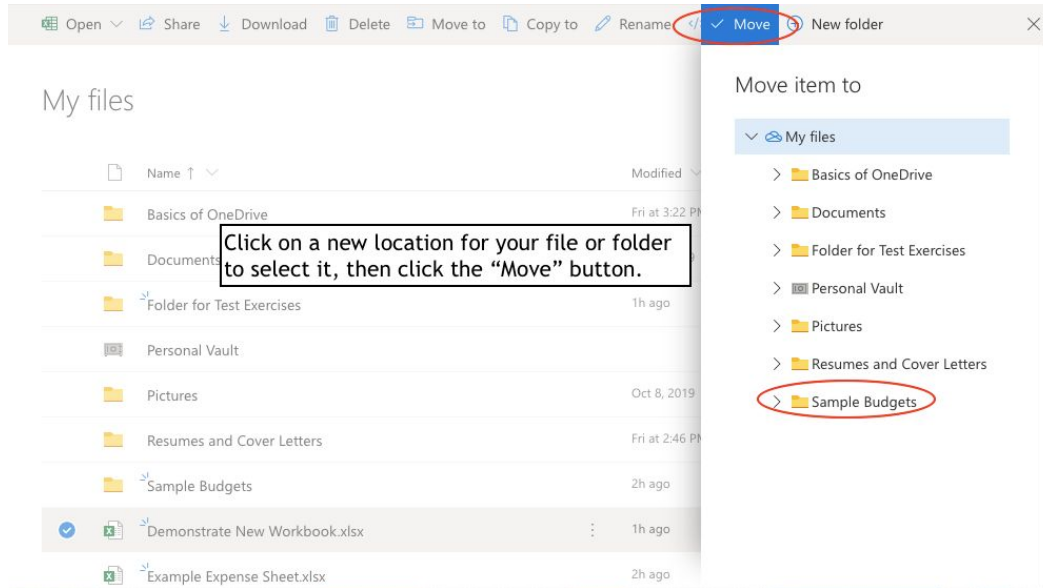 Open Share Download Delete Move to Copy to Rename </ Move New folder
My files
Name Modified
Basics of OneDrive Fri at 3:22 PM
Documents
Folder for Test Exercises 1h ago
Personal Vault
Pictures Oct 8, 2019
Resumes and Cover Letters Fri at 2:46 PM
Sample Budgets 2h ago
Demonstrate New Workbook.xlsx 1h ago
Example Expense Sheet.xlsx 2h ago
Click on a new location for your file or folder
to select it, then click the “Move” button.
Move item to
My files
Basics of OneDrive
Documents
Folder for Test Exercises
Personal Vault
Pictures
Resumes and Cover Letters
Sample Budgets